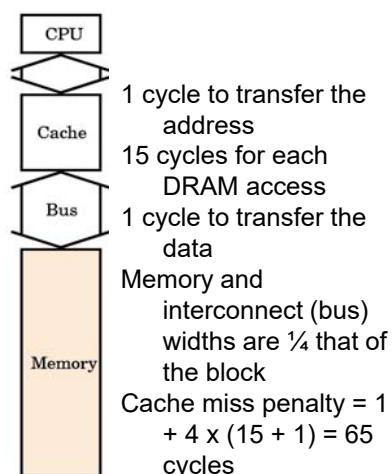 CPU
Cache
Bus
Memory
1 cycle to transfer the
address
15 cycles for each
DRAM access
1 cycle to transfer the
data
Memory and
interconnect (bus)
widths are ¼ that of
the block
Cache miss penalty = 1
+ 4 x (15 + 1) = 65
cycles